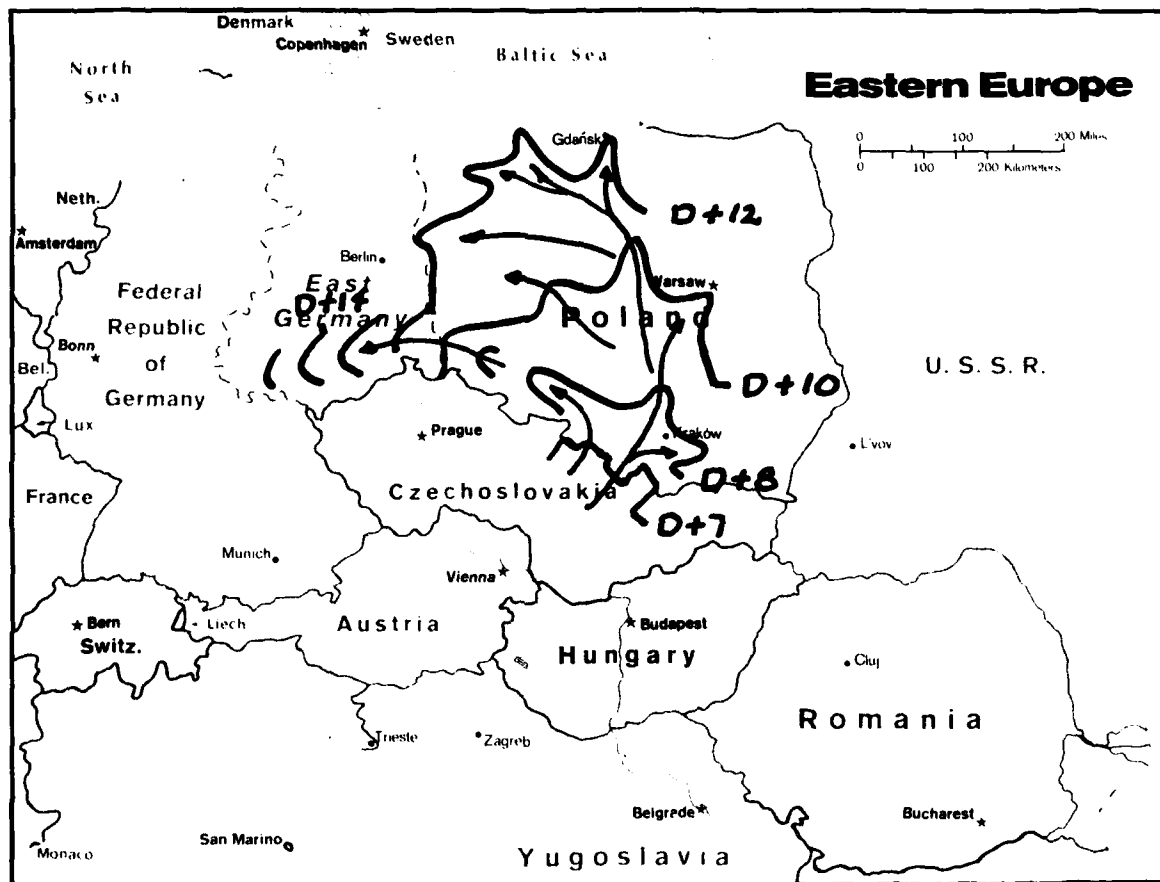 Denmark
Copenhagen
Sweden
Baltic Sea
North
Sea
Eastern Europe
0 100 200 Miles
0 100 200 Kilometers
Gdańsk
Neth.
D+12
Amsterdam
Berlin
Warsaw
Federal
Republic
of
Germany
East
Germany
D+14
Poland
Bonn
Bel.
U.S.S.R.
D+10
Lux
Prague
Kraków
L'vov
France
Czechoslovakia
D+8
D+7
Munich
Vienna
Bern
Switz.
Liech
Austria
Budapest
Hungary
Cluj
Romania
Trieste
Zagreb
Belgrade
Bucharest
San Marino
Monaco
Yugoslavia